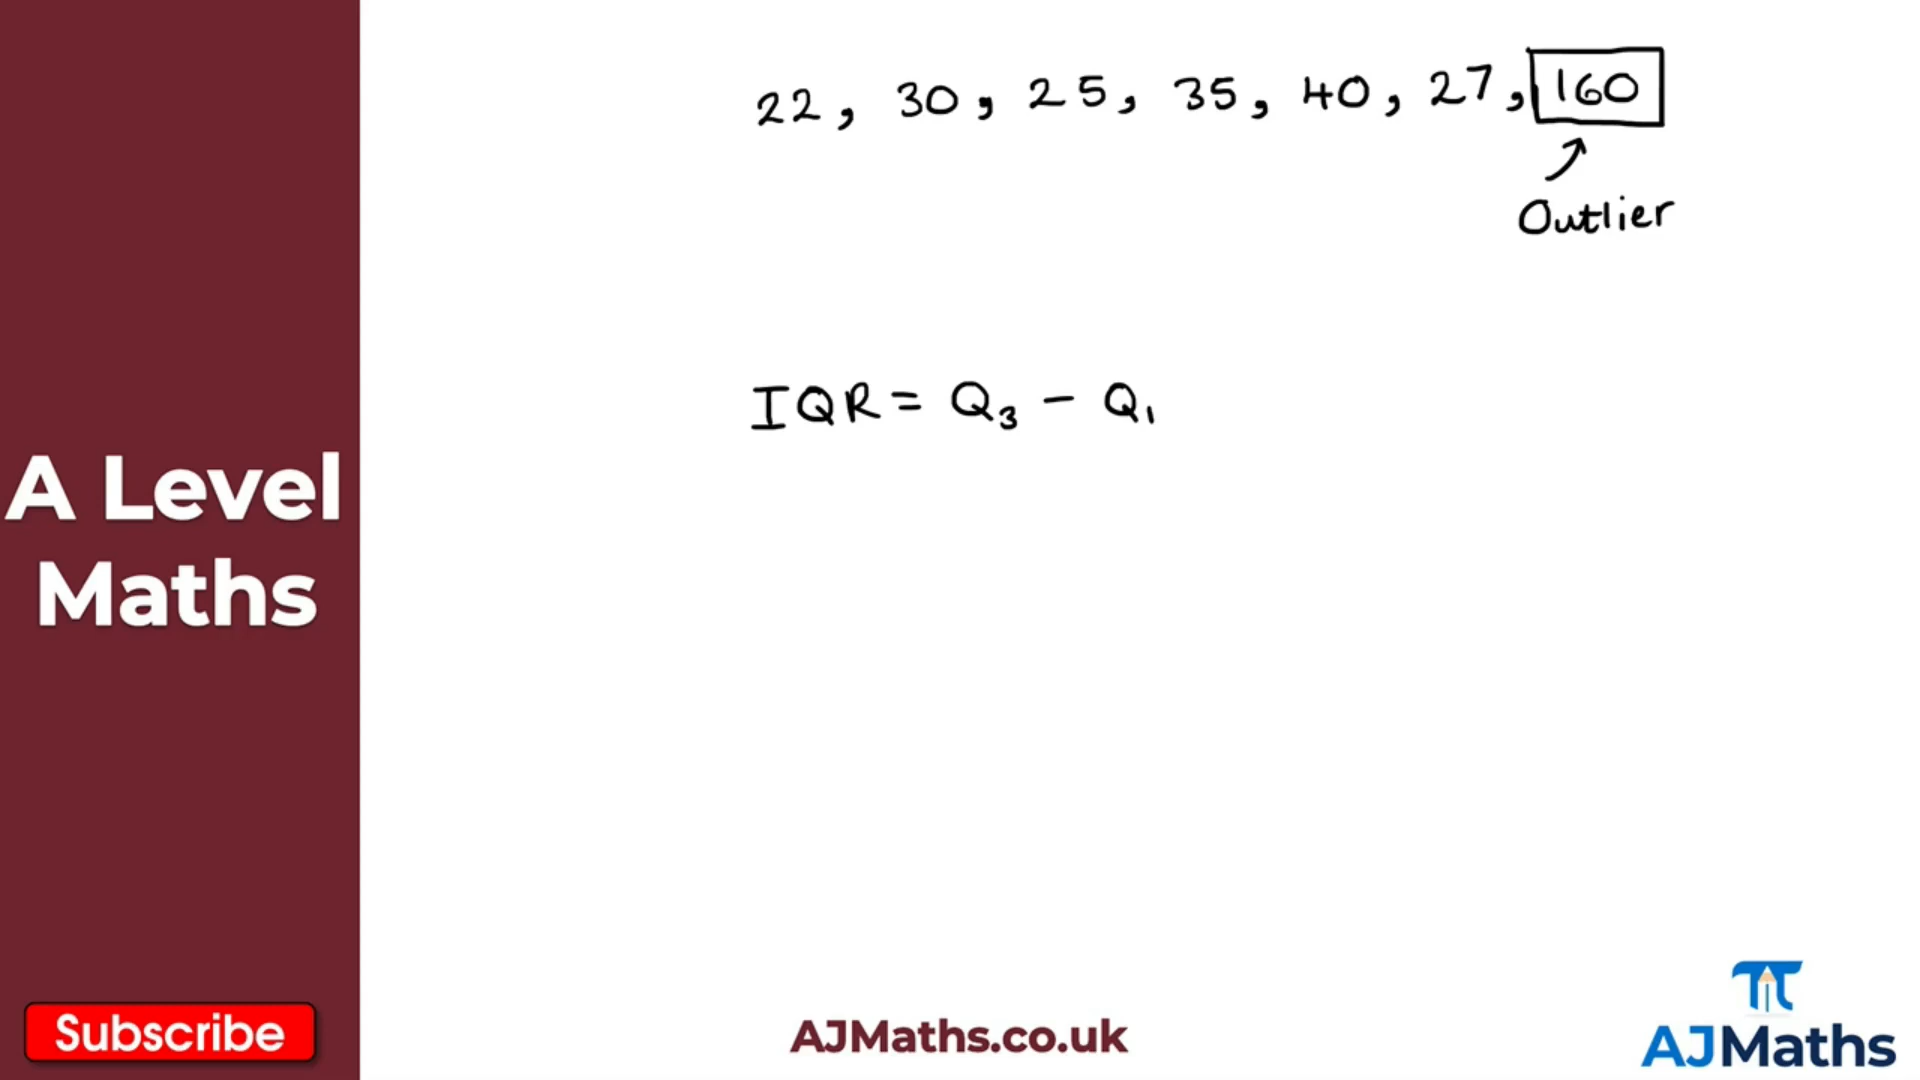 22, 30, 25, 35, 40, 27, 160
Outlier
IQR = Q₃ - Q₁
A Level
Maths
Subscribe
AJMaths.co.uk
AJMaths